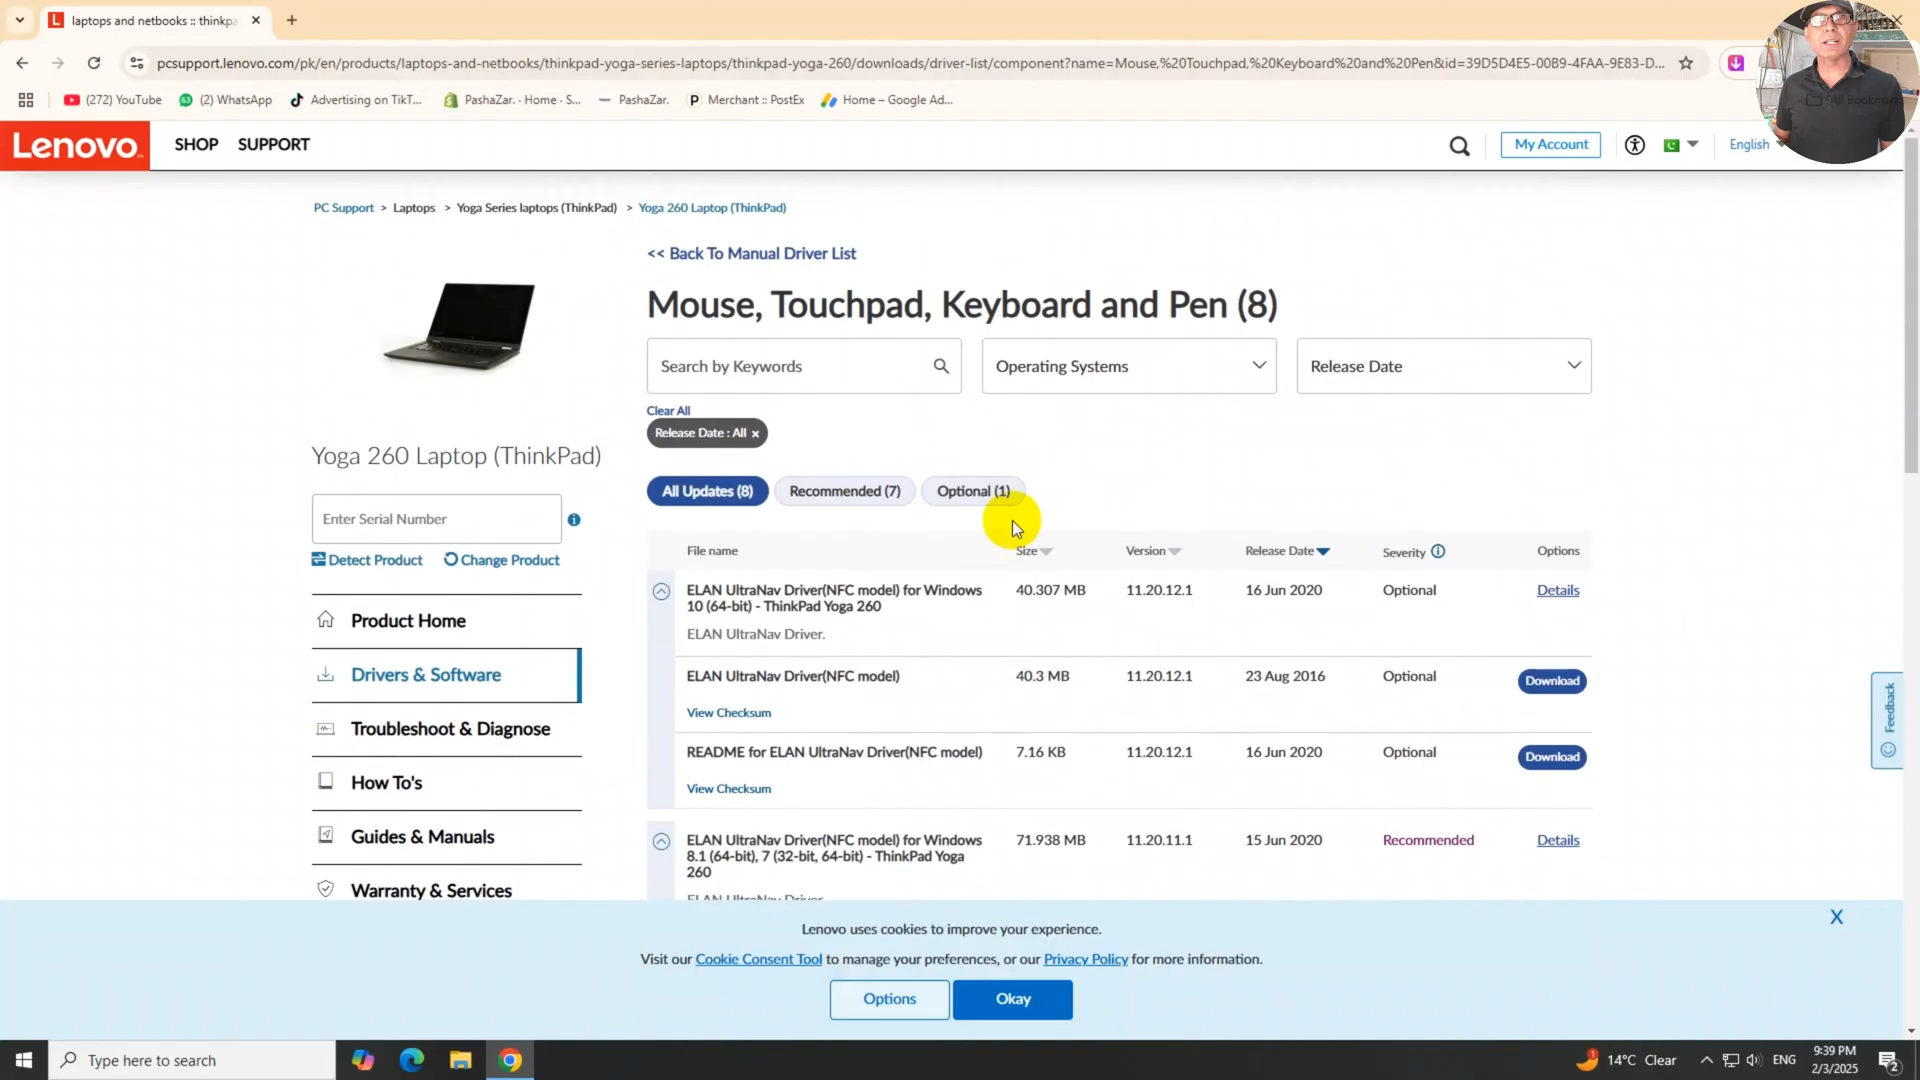 laptops and netbooks :: thinkpa
pcsupport.lenovo.com/pk/en/products/laptops-and-netbooks/thinkpad-yoga-series-laptops/thinkpad-yoga-260/downloads/driver-list/component?name=Mouse,%20Touchpad,%20Keyboard%20and%20Pen&id=39D5D4E5-00B9-4FAA-9E83-D...
(272) YouTube
(2) WhatsApp
Advertising on TikT...
PashaZar. · Home · S...
PashaZar.
Merchant :: PostEx
Home – Google Ad...
All Bookmarks
Lenovo
SHOP
SUPPORT
My Account
English
PC Support > Laptops > Yoga Series laptops (ThinkPad) > Yoga 260 Laptop (ThinkPad)
<< Back To Manual Driver List
Mouse, Touchpad, Keyboard and Pen (8)
Search by Keywords
Operating Systems
Release Date
Clear All
Release Date : All ×
Yoga 260 Laptop (ThinkPad)
Enter Serial Number
Detect Product
Change Product
Product Home
Drivers & Software
Troubleshoot & Diagnose
How To's
Guides & Manuals
Warranty & Services
All Updates (8)
Recommended (7)
Optional (1)
File name Size Version Release Date Severity Options
ELAN UltraNav Driver(NFC model) for Windows 40.307 MB 11.20.12.1 16 Jun 2020 Optional Details
10 (64-bit) - ThinkPad Yoga 260
ELAN UltraNav Driver.
ELAN UltraNav Driver(NFC model) 40.3 MB 11.20.12.1 23 Aug 2016 Optional Download
View Checksum
README for ELAN UltraNav Driver(NFC model) 7.16 KB 11.20.12.1 16 Jun 2020 Optional Download
View Checksum
ELAN UltraNav Driver(NFC model) for Windows 71.938 MB 11.20.11.1 15 Jun 2020 Recommended Details
8.1 (64-bit), 7 (32-bit, 64-bit) - ThinkPad Yoga
260
ELAN UltraNav Driver
Feedback
Lenovo uses cookies to improve your experience.
X
Visit our Cookie Consent Tool to manage your preferences, or our Privacy Policy for more information.
Options
Okay
Type here to search
1
14°C Clear
ENG
9:39 PM
2/3/2025
2